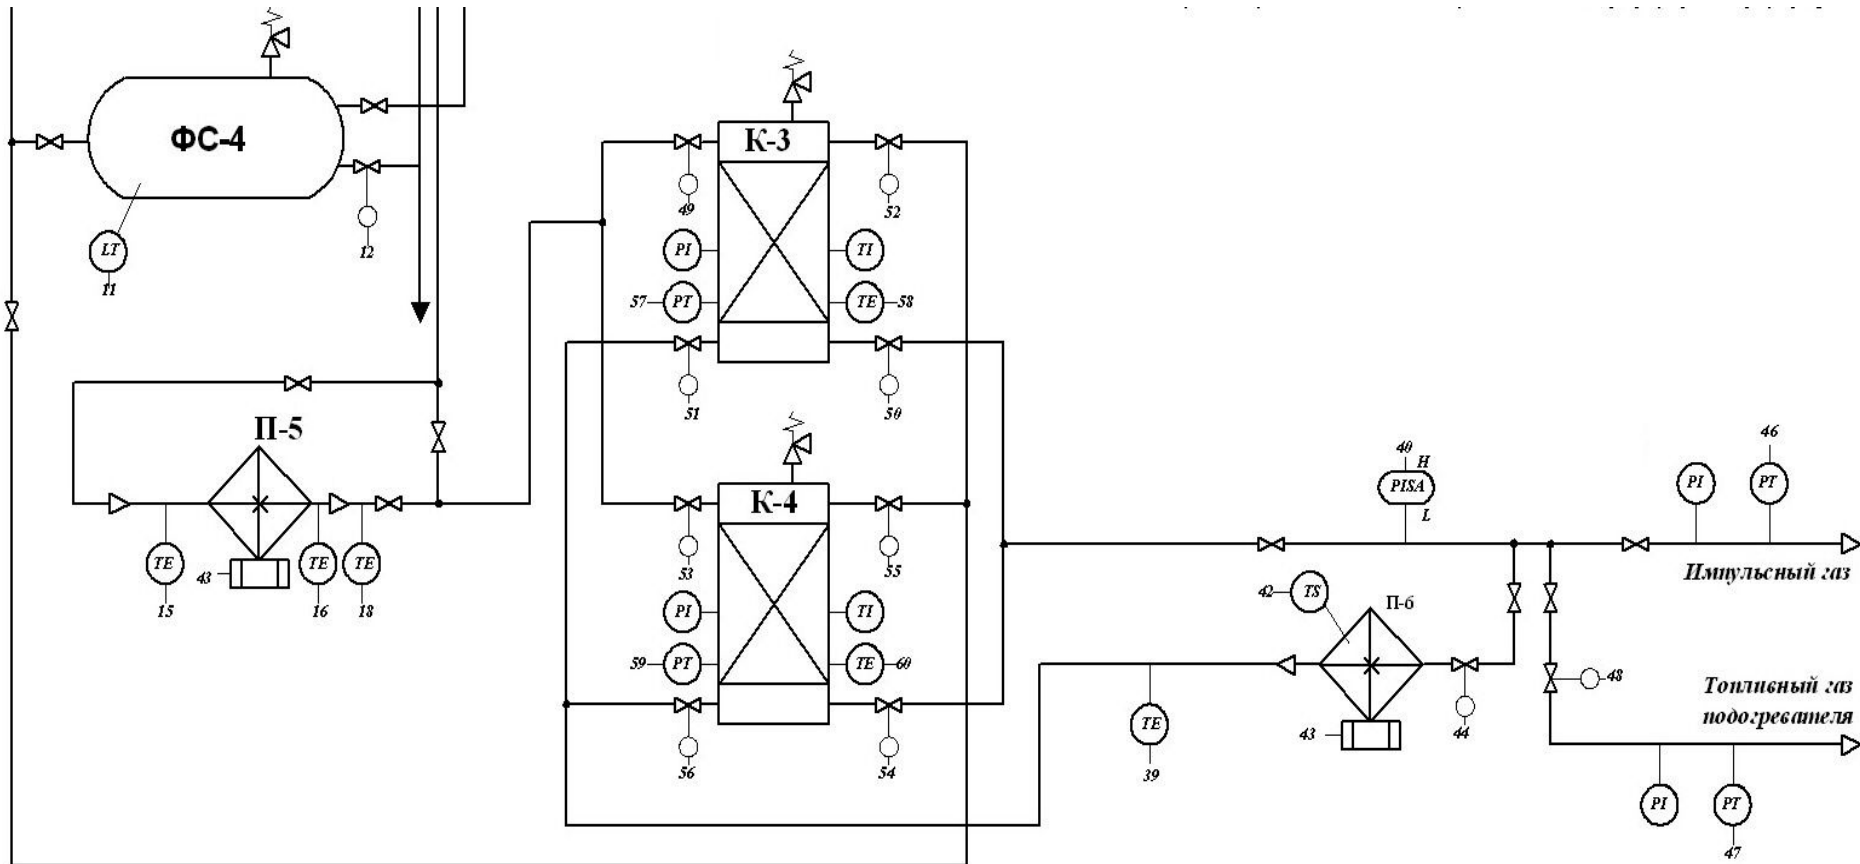 ФС-4
LT
11
12
П-5
TE
15
43
TE
16
TE
18
К-3
49
52
PI
TI
57
PT
TE
58
51
50
К-4
53
55
PI
TI
59
PT
TE
60
56
54
40
H
PISA
L
46
PI
PT
Импульсный газ
42
TS
П-6
43
44
TE
39
48
Топливный газ
подогревателя
PI
PT
47